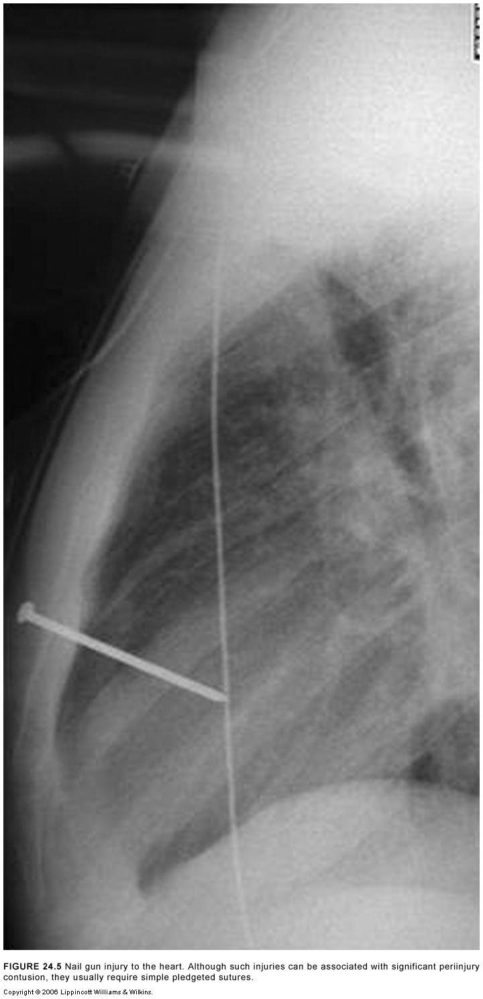 FIGURE 24.5 Nail gun injury to the heart. Although such injuries can be associated with significant periinjury
contusion, they usually require simple pledgeted sutures.
Copyright © 2006 Lippincott Williams & Wilkins.